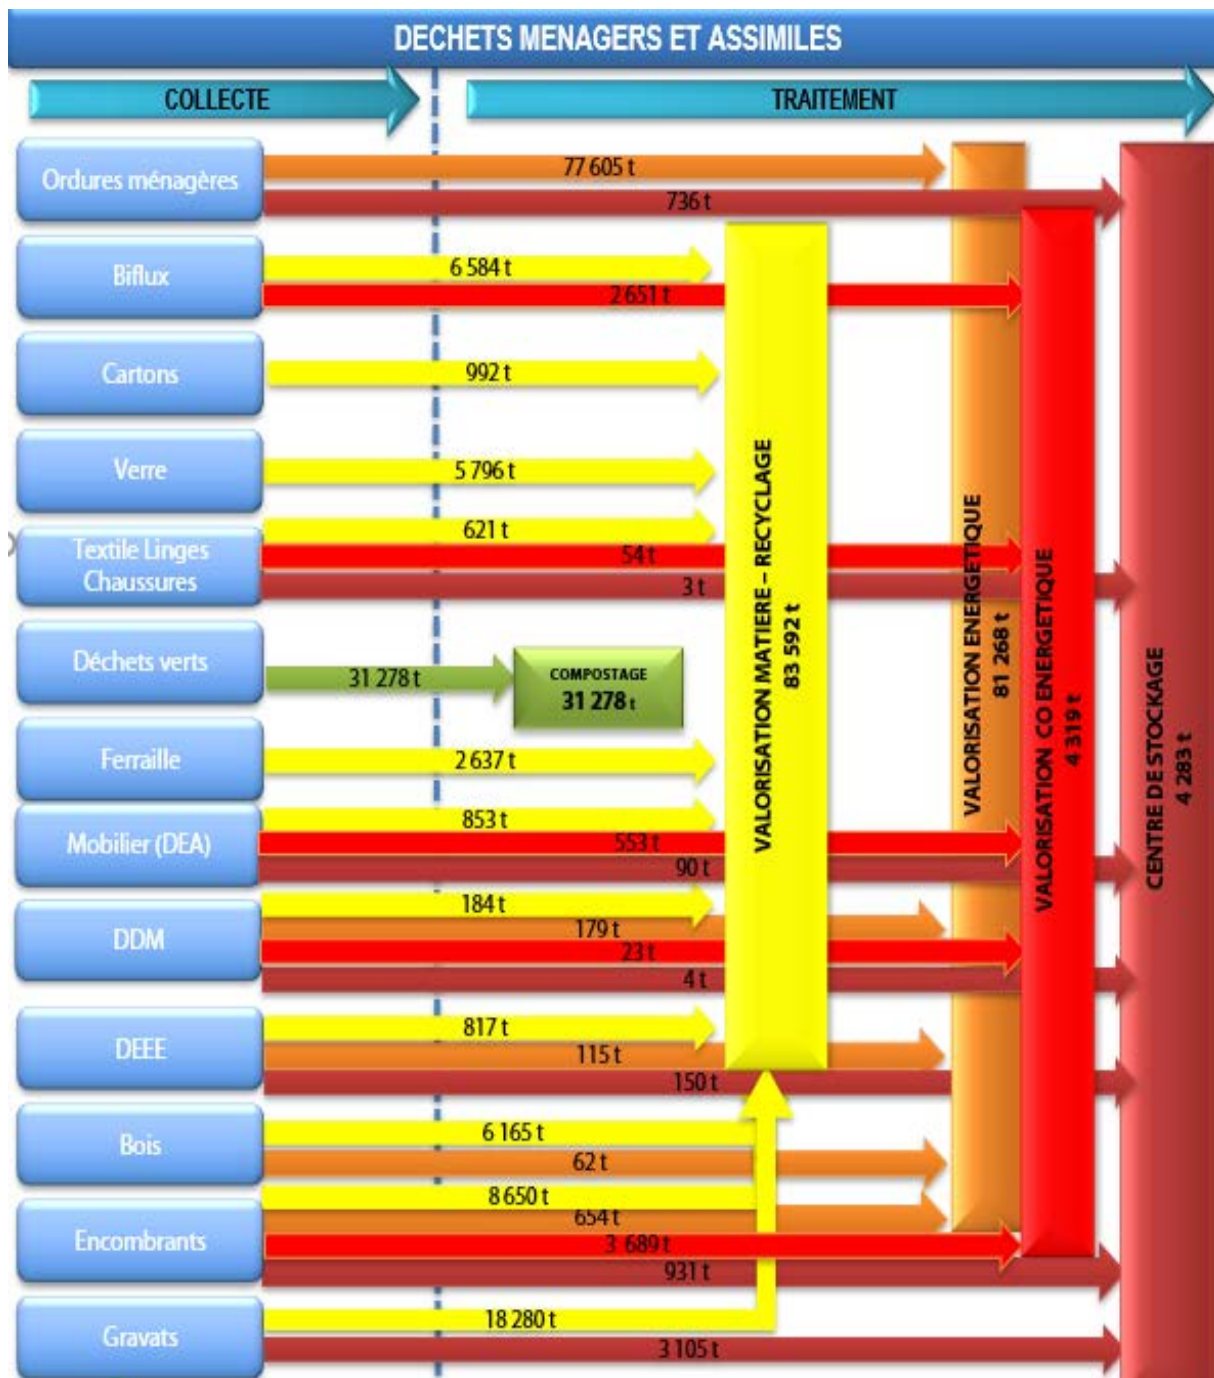 DECHETS MENAGERS ET ASSIMILES
COLLECTE
TRAITEMENT
Ordures ménagères
77 605 t
736 t
Biflux
6 584 t
2 651 t
Cartons
992 t
Verre
5 796 t
Textile Linges
Chaussures
621 t
54 t
3 t
Déchets verts
31 278 t
COMPOSTAGE
31 278 t
Ferraille
2 637 t
Mobilier (DEA)
853 t
553 t
90 t
DDM
184 t
179 t
23 t
4 t
DEEE
817 t
115 t
150 t
Bois
6 165 t
62 t
Encombrants
8 650 t
654 t
3 689 t
931 t
Gravats
18 280 t
3 105 t
VALORISATION MATIERE – RECYCLAGE
83 592 t
VALORISATION ENERGETIQUE
81 268 t
VALORISATION CO ENERGETIQUE
4 319 t
CENTRE DE STOCKAGE
4 283 t